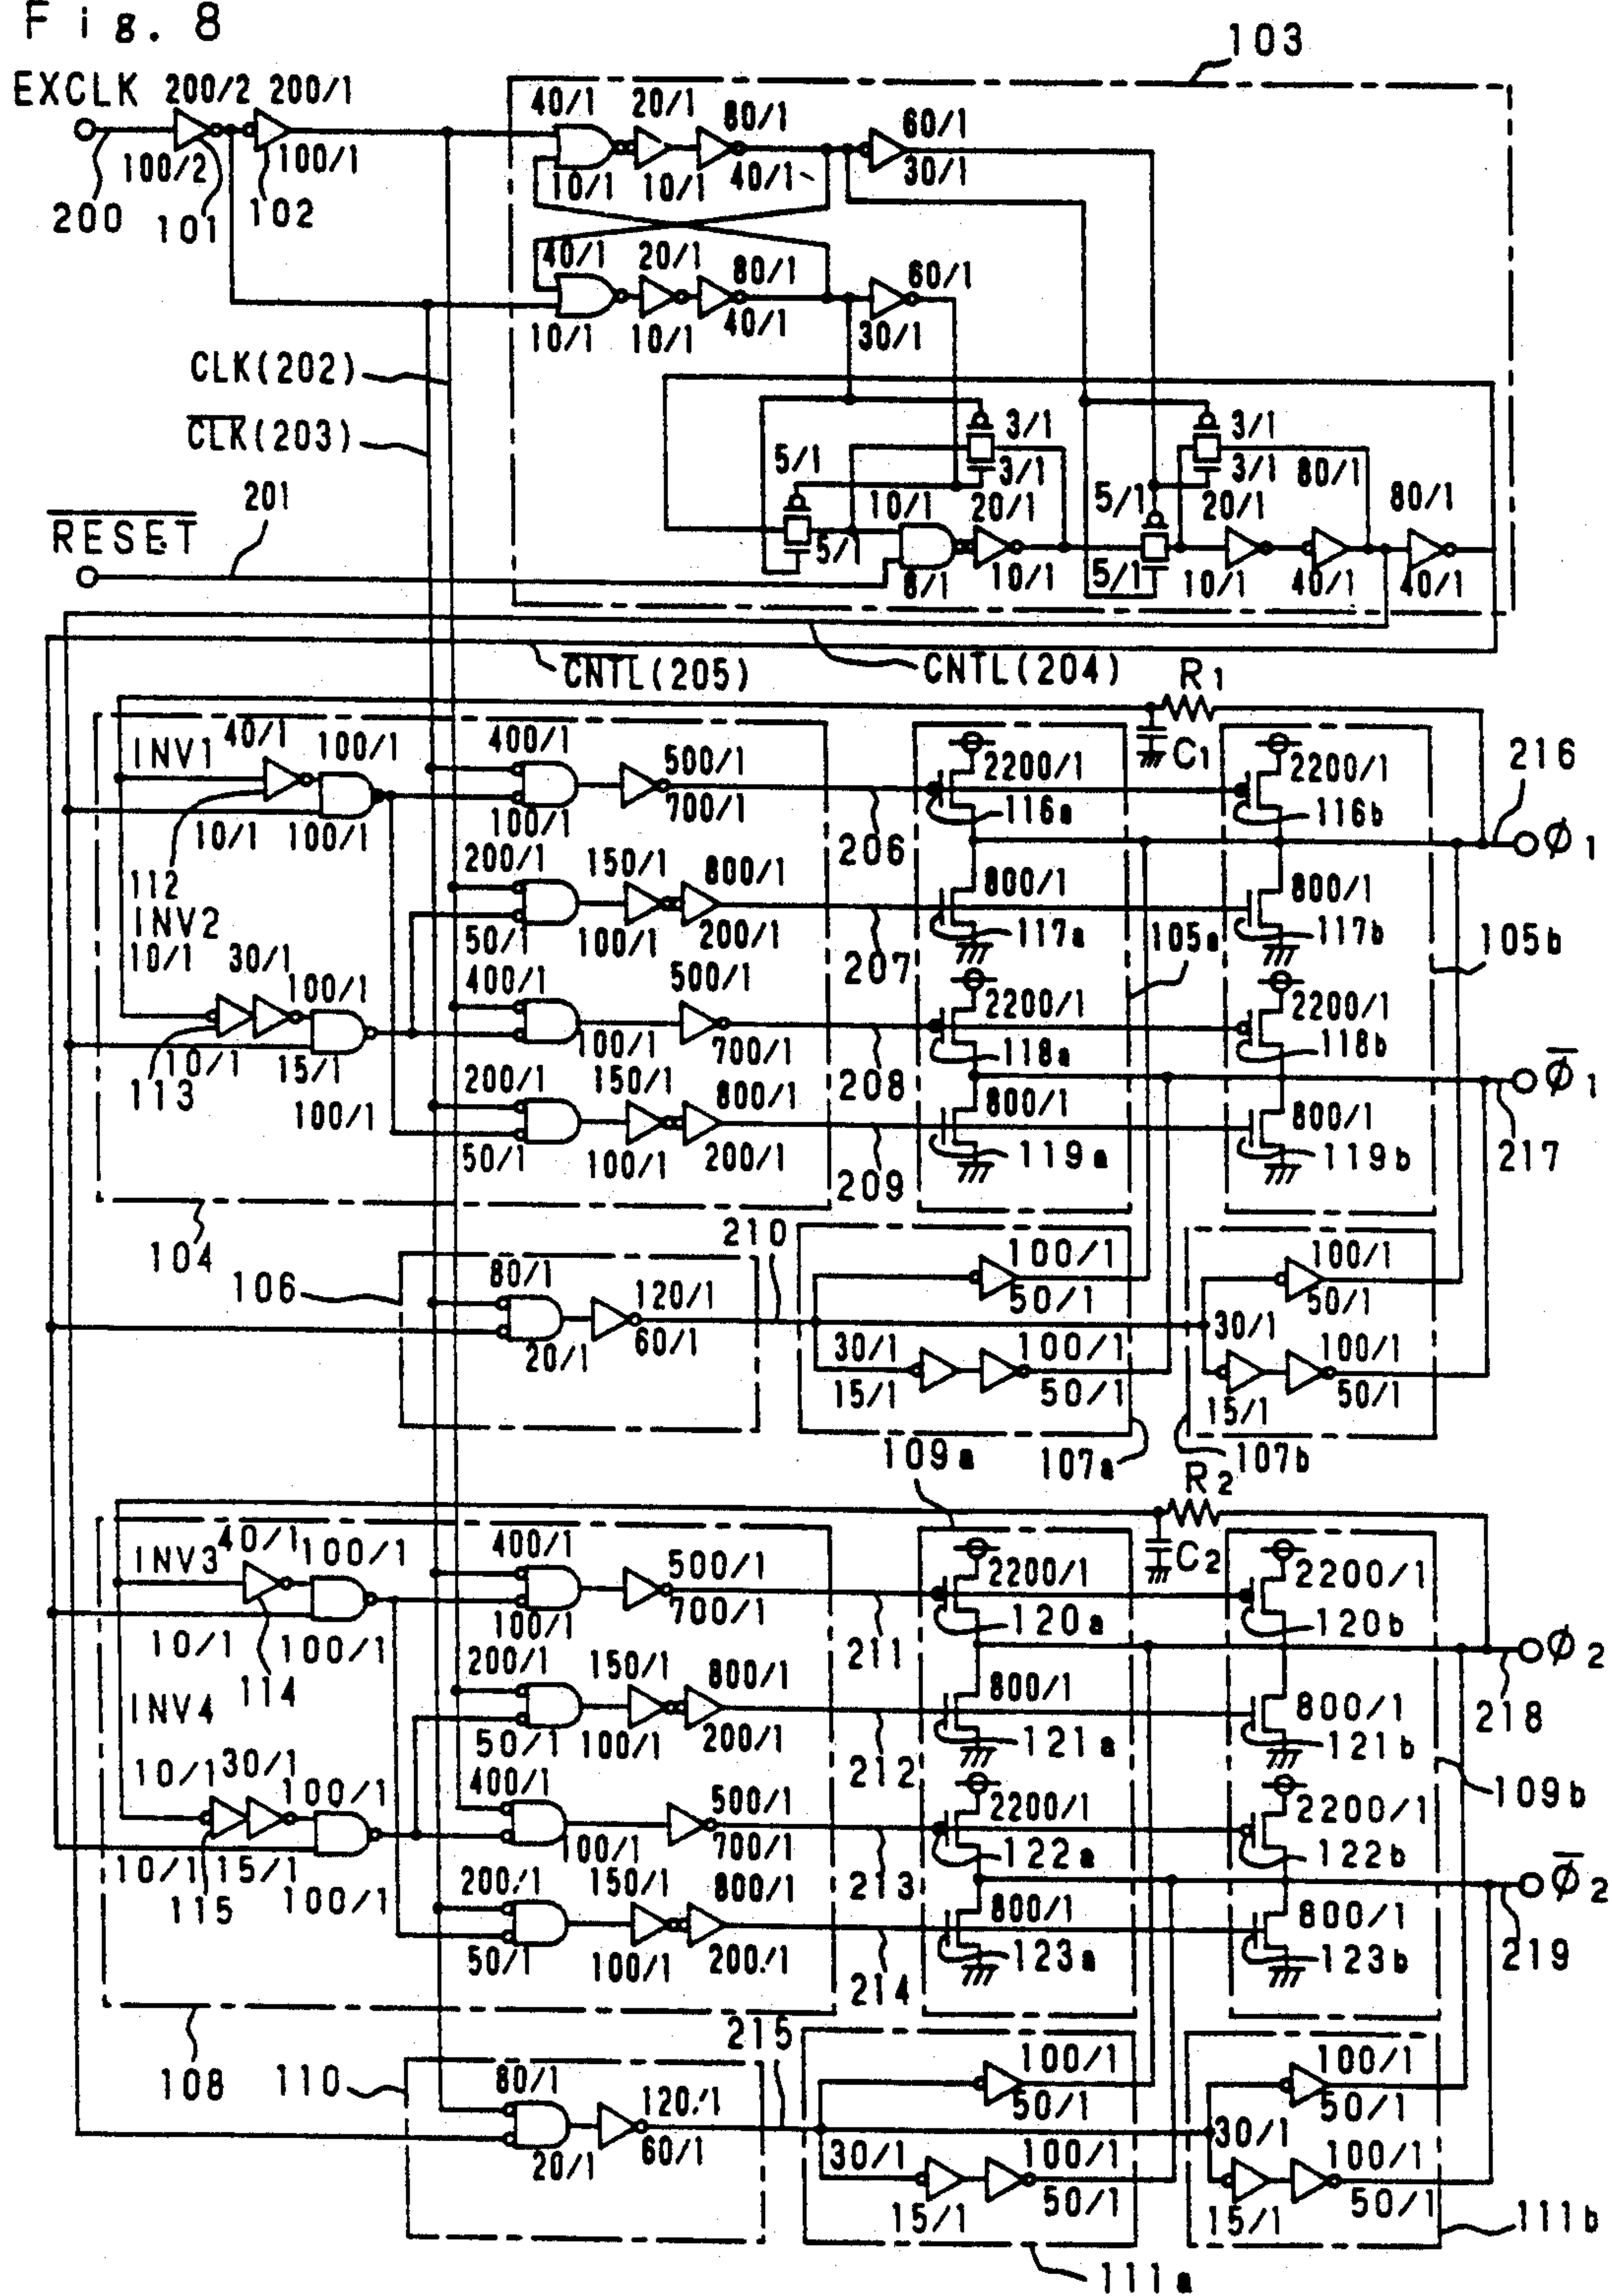 Fig. 8
103
EXCLK 200/2 200/1
100/2 100/1
200 101 102
40/1 20/1 80/1 60/1
10/1 10/1 40/1 30/1
40/1 20/1 80/1 60/1
10/1 10/1 40/1 30/1
CLK(202)
C̅L̅K̅(203)
3/1 3/1
5/1 3/1 3/1 80/1
201 10/1 20/1 5/1 20/1 80/1
R̅E̅S̅E̅T̅
5/1 8/1 10/1 5/1 10/1 40/1 40/1
C̅N̅T̅L̅(205) CNTL(204) R1
C1
INV1 40/1 100/1 400/1 500/1 2200/1 2200/1 216
10/1 100/1 100/1 700/1 116a 116b
206 ϕ1
112 200/1 150/1 800/1 800/1 800/1
INV2
10/1 30/1 50/1 100/1 200/1 117a 105a 117b 105b
207
100/1 400/1 500/1 2200/1 2200/1
10/1 15/1 100/1 700/1 118a 118b
113 208 ϕ̅1
100/1 200/1 150/1 800/1 800/1 800/1
50/1 100/1 200/1 119a 119b 217
209
104
210
106 80/1 120/1 100/1 100/1
20/1 60/1 50/1 50/1
30/1 100/1 30/1 100/1
15/1 50/1 15/1 50/1
109a 107a 107b
R2
C2
INV3 40/1 100/1 400/1 500/1 2200/1 2200/1
10/1 100/1 100/1 700/1 120a 120b
211 ϕ2
114 200/1 150/1 800/1 800/1 800/1 218
INV4 50/1 100/1 200/1 121a 121b
212
10/1 30/1 100/1 400/1 500/1 2200/1 2200/1 109b
10/1 15/1 100/1 700/1 122a 122b
115 213 ϕ̅2
100/1 200/1 150/1 800/1 800/1 800/1
50/1 100/1 200/1 123a 123b 219
214
108
215
110 80/1 120/1 100/1 100/1
20/1 60/1 50/1 50/1
30/1 100/1 30/1 100/1
15/1 50/1 15/1 50/1
111a 111b